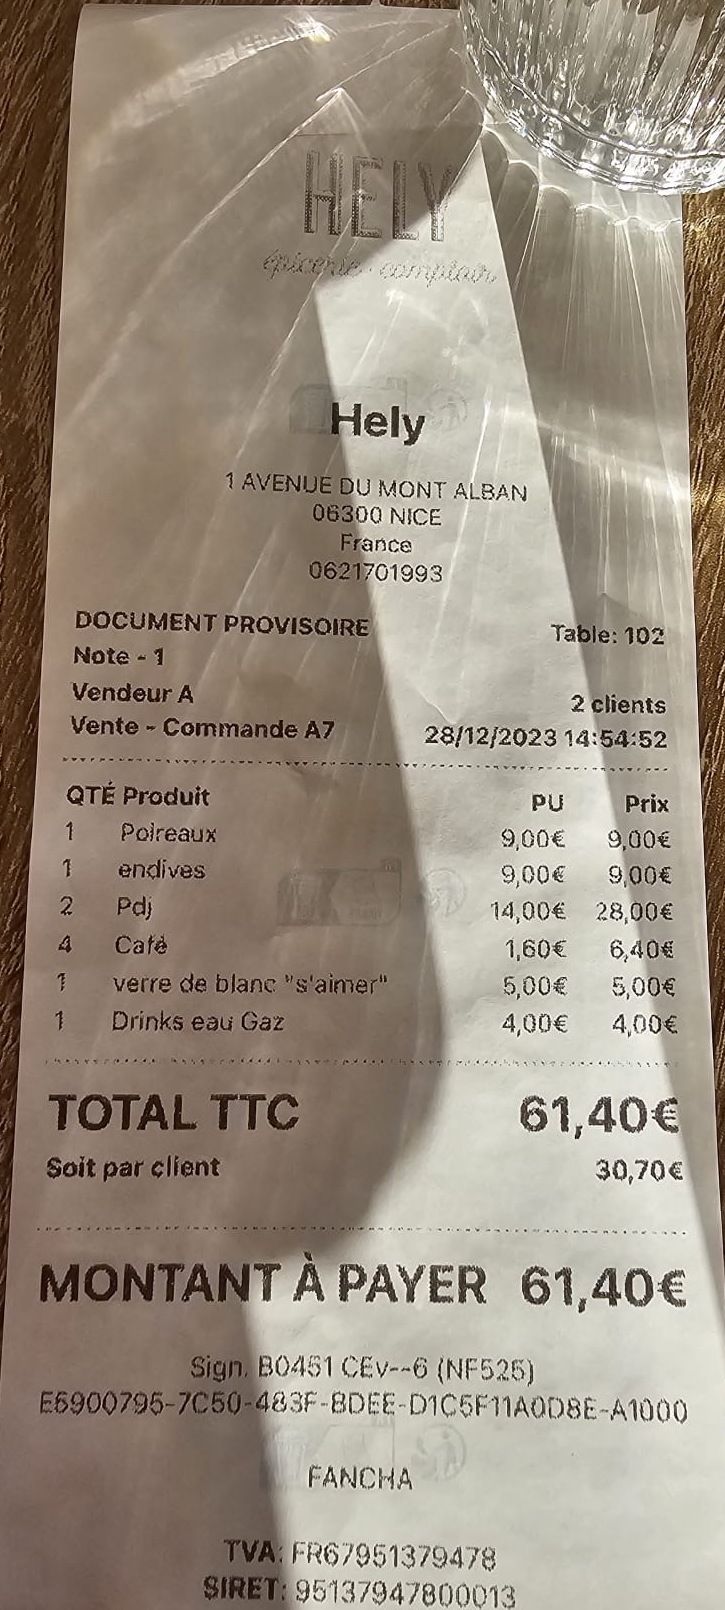 HELY
épicerie - comptoir
Hely
1 AVENUE DU MONT ALBAN
06300 NICE
France
0621701993
DOCUMENT PROVISOIRE Table: 102
Note - 1
Vendeur A 2 clients
Vente - Commande A7 28/12/2023 14:54:52
QTÉ Produit PU Prix
1 Poireaux 9,00€ 9,00€
1 endives 9,00€ 9,00€
2 Pdj 14,00€ 28,00€
4 Café 1,60€ 6,40€
1 verre de blanc "s'aimer" 5,00€ 5,00€
1 Drinks eau Gaz 4,00€ 4,00€
TOTAL TTC 61,40€
Soit par client 30,70€
MONTANT À PAYER 61,40€
Sign. B0451 CEv--6 (NF525)
E5900795-7C50-483F-8DEE-D1C5F11A0D8E-A1000
FANCHA
TVA: FR67951379478
SIRET: 95137947800013